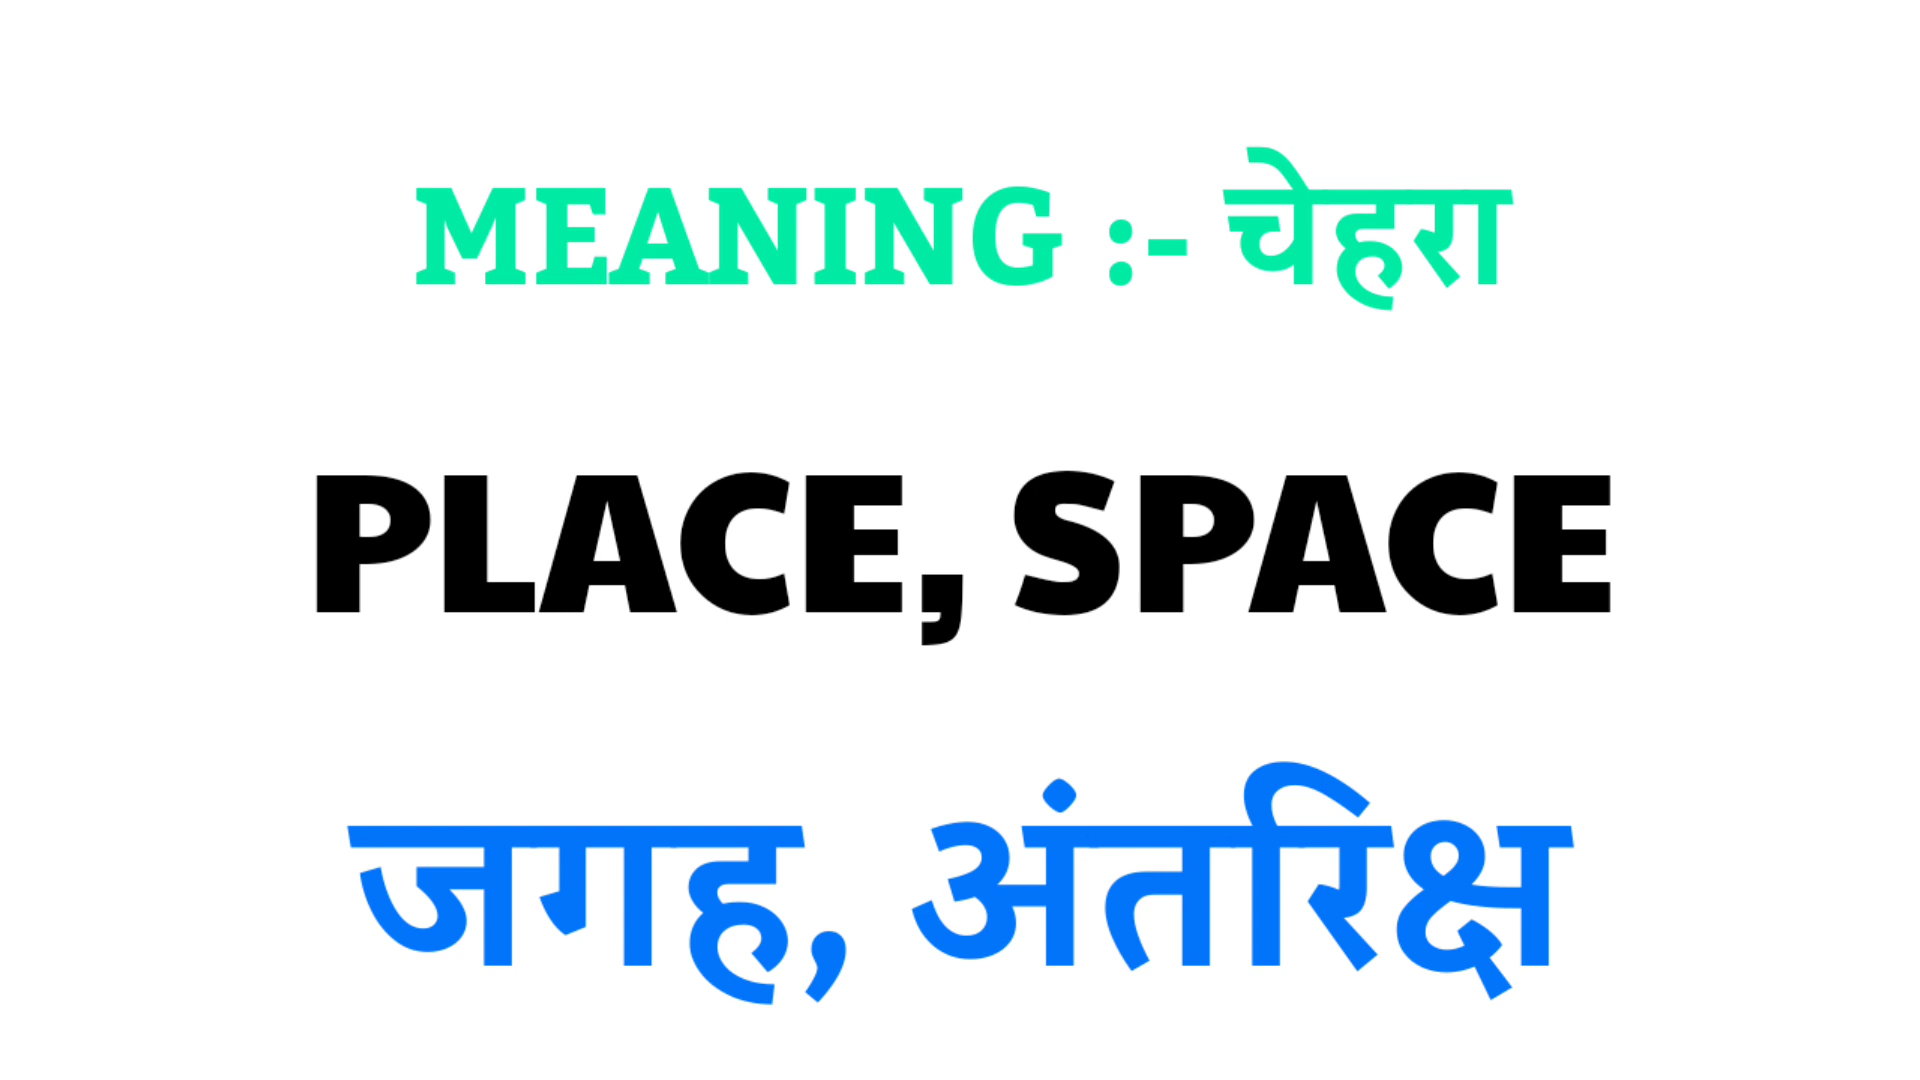 MEANING :- चेहरा
PLACE, SPACE
जगह, अंतरिक्ष